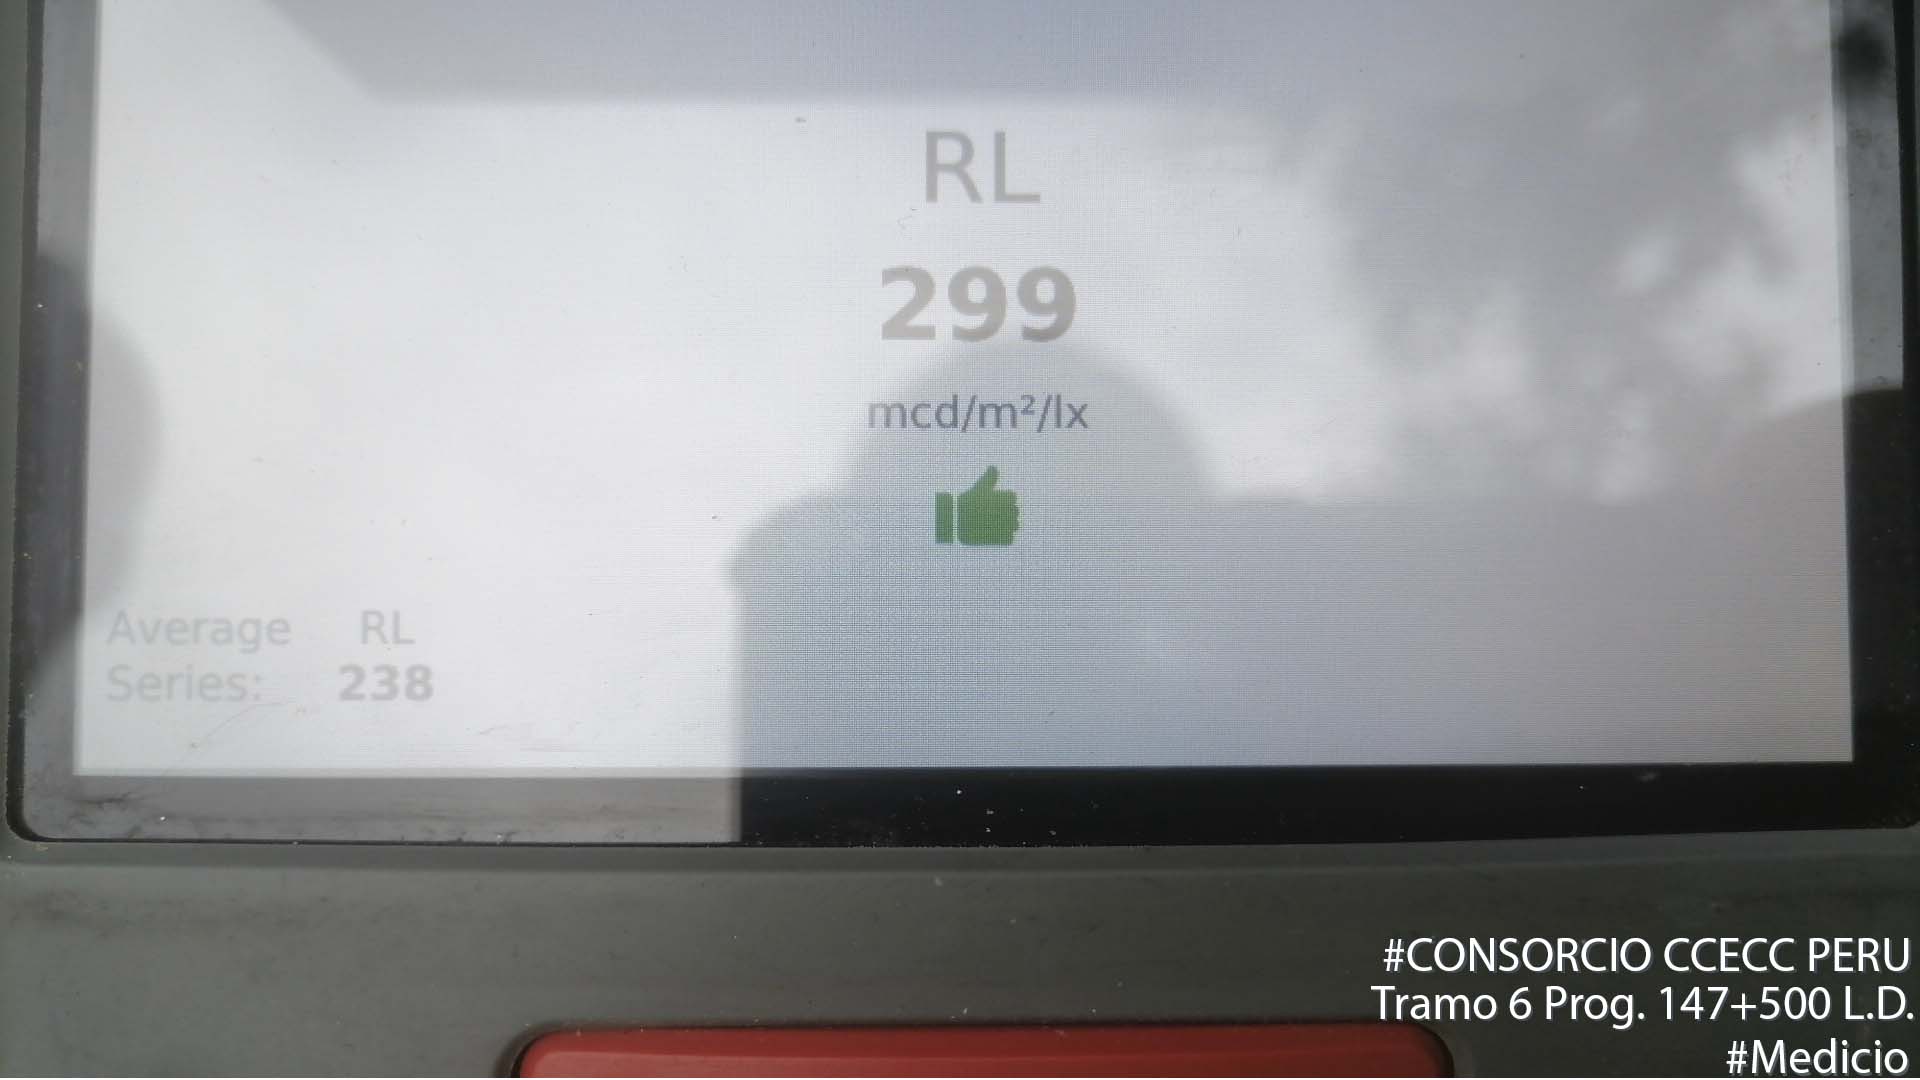 RL
299
mcd/m²/lx
Average RL
Series: 238
#CONSORCIO CCECC PERU
Tramo 6 Prog. 147+500 L.D.
#Medicio